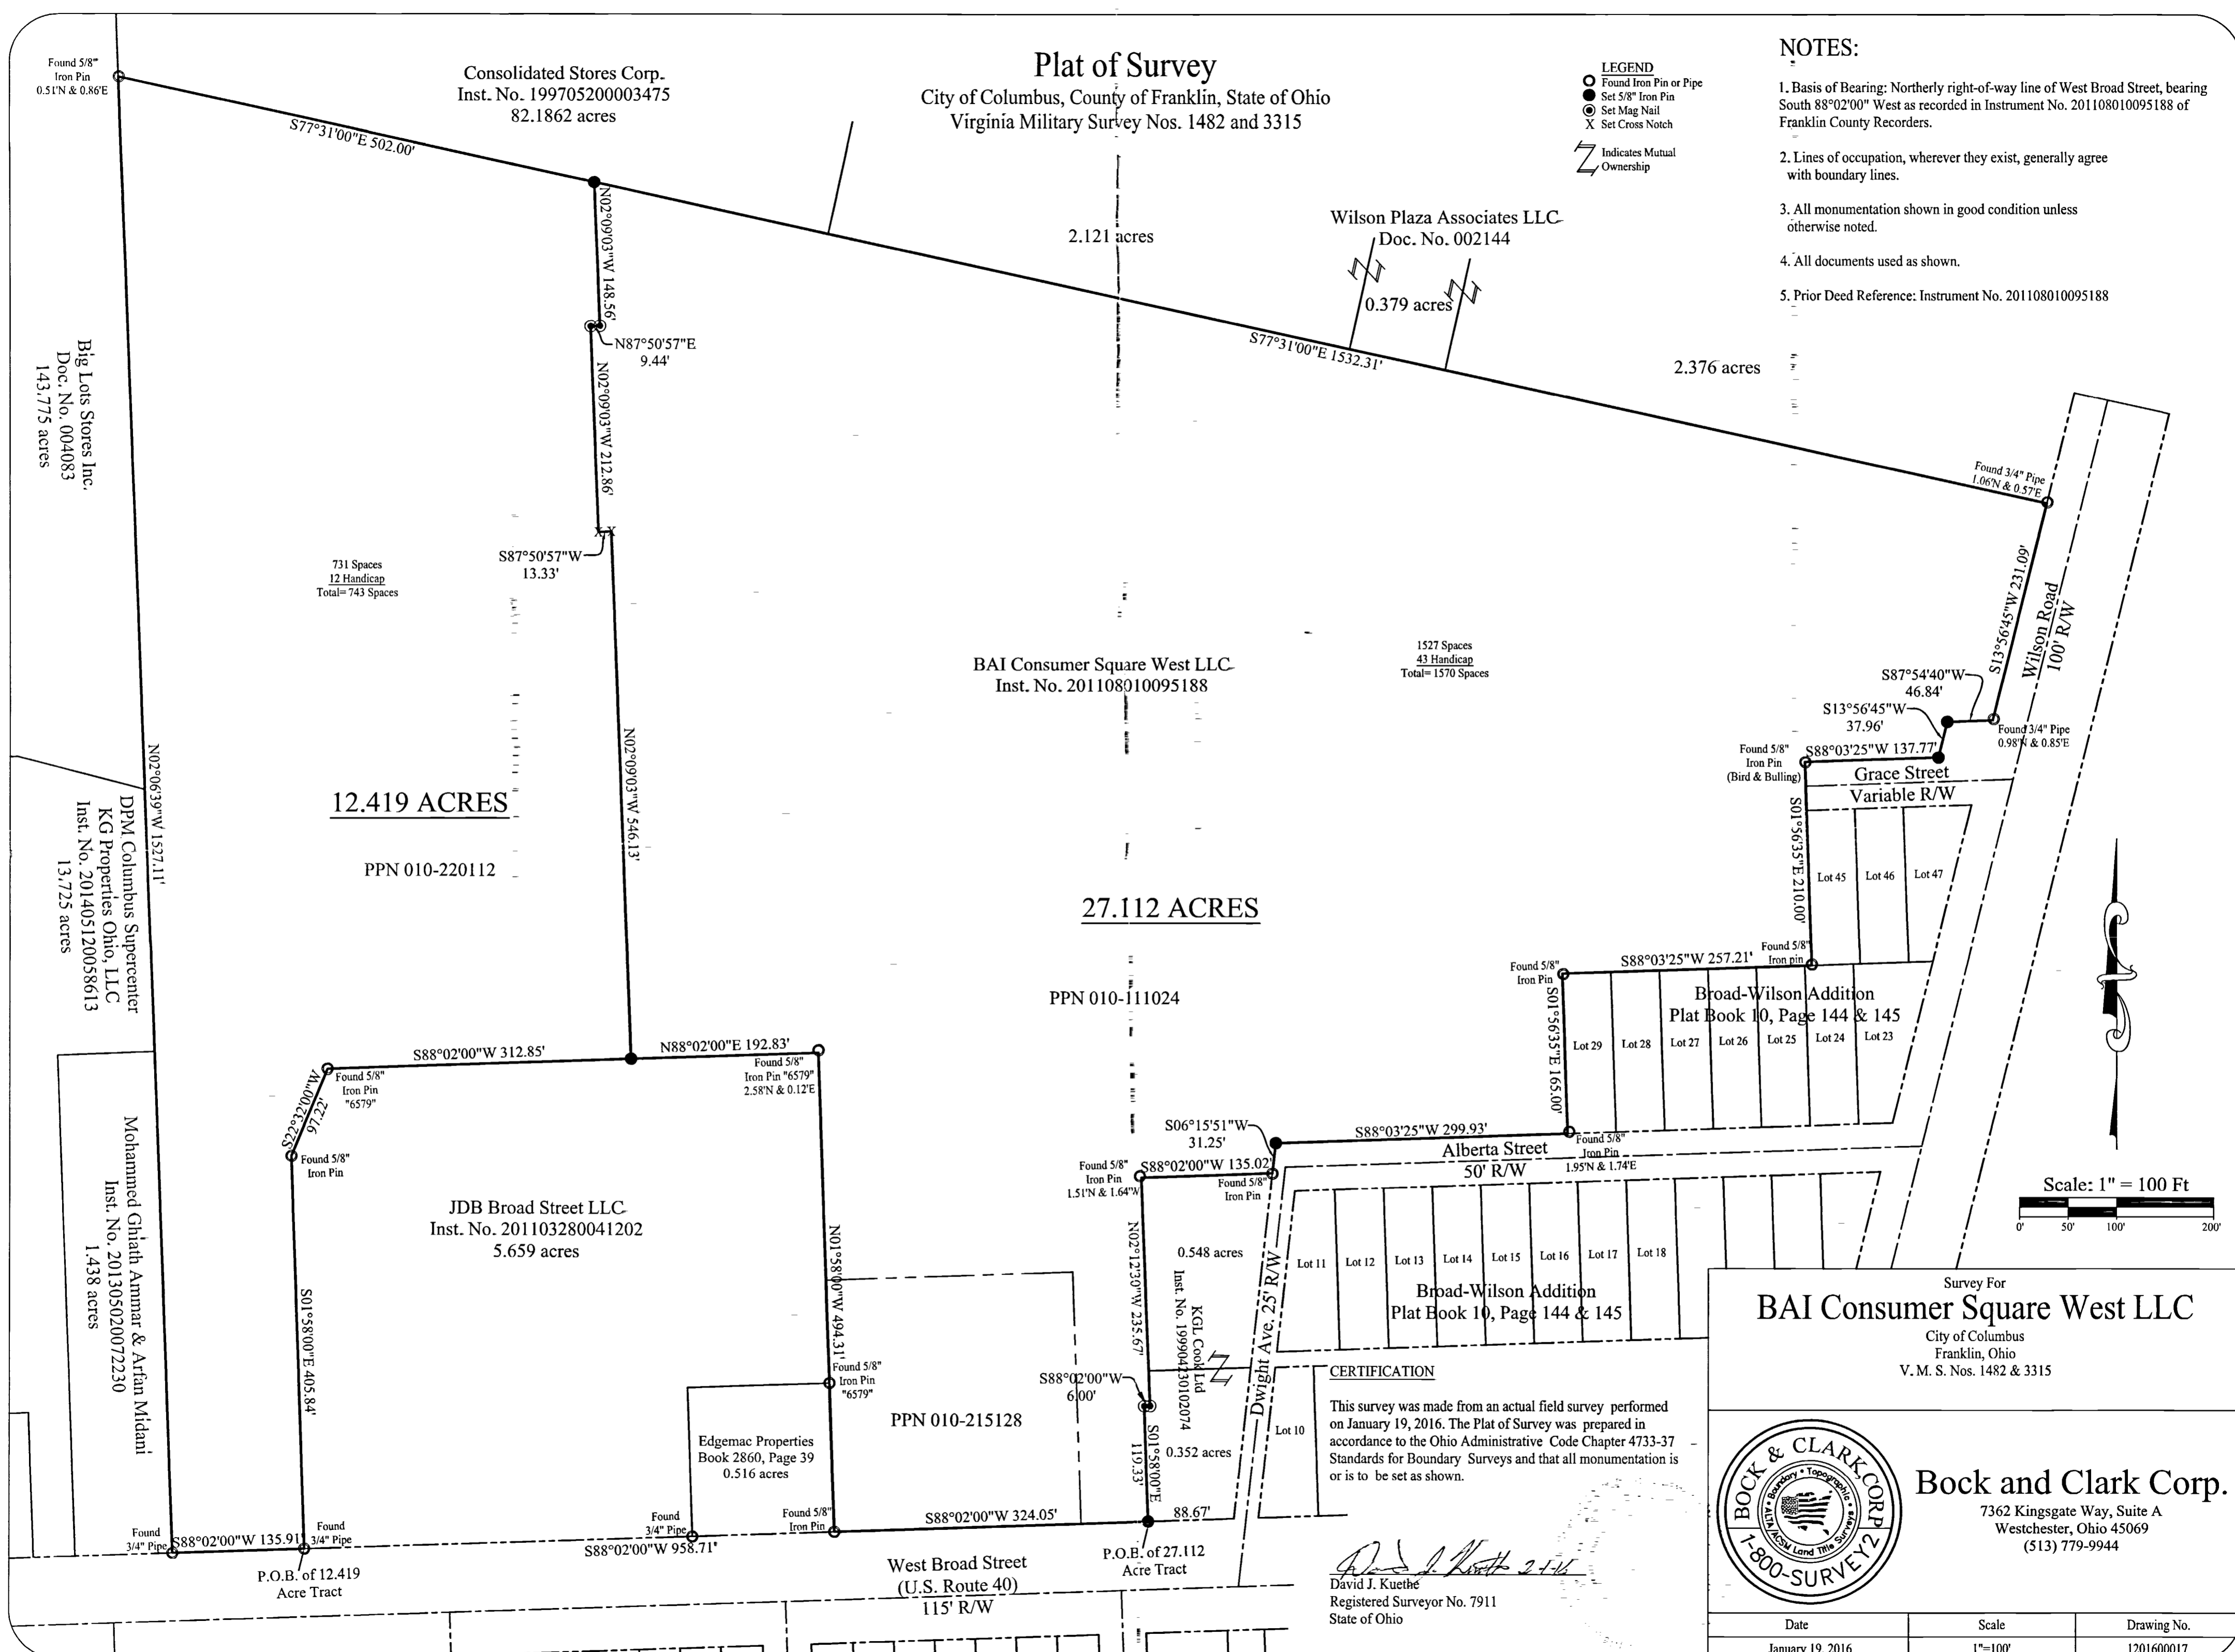 Plat of Survey
City of Columbus, County of Franklin, State of Ohio
Virginia Military Survey Nos. 1482 and 3315
LEGEND
Found Iron Pin or Pipe
Set 5/8" Iron Pin
Set Mag Nail
X Set Cross Notch
Indicates Mutual
Ownership
NOTES:
1. Basis of Bearing: Northerly right-of-way line of West Broad Street, bearing
South 88°02'00" West as recorded in Instrument No. 201108010095188 of
Franklin County Recorders.
2. Lines of occupation, wherever they exist, generally agree
with boundary lines.
3. All monumentation shown in good condition unless
otherwise noted.
4. All documents used as shown.
5. Prior Deed Reference: Instrument No. 201108010095188
Found 5/8"
Iron Pin
0.51'N & 0.86'E
Consolidated Stores Corp.
Inst. No. 199705200003475
82.1862 acres
S77°31'00"E 502.00'
N02°09'03"W 148.56'
N87°50'57"E
9.44'
N02°09'03"W 212.86'
X X
S87°50'57"W
13.33'
2.121 acres
Wilson Plaza Associates LLC
Doc. No. 002144
0.379 acres
S77°31'00"E 1532.31'
2.376 acres
Found 3/4" Pipe
1.06'N & 0.57'E
Big Lots Stores Inc.
Doc. No. 004083
143.775 acres
731 Spaces
12 Handicap
Total= 743 Spaces
BAI Consumer Square West LLC
Inst. No. 201108010095188
1527 Spaces
43 Handicap
Total= 1570 Spaces
S13°56'45"W 231.09'
Wilson Road
100' R/W
S87°54'40"W
46.84'
S13°56'45"W
37.96'
Found 3/4" Pipe
0.98'N & 0.85'E
Found 5/8"
Iron Pin
(Bird & Bulling)
S88°03'25"W 137.77'
Grace Street
Variable R/W
N02°06'39"W 1527.11'
N02°09'03"W 546.13'
12.419 ACRES
PPN 010-220112
27.112 ACRES
PPN 010-111024
S01°56'35"E 210.00'
Lot 45
Lot 46
Lot 47
DPM Columbus Supercenter
KG Properties Ohio, LLC
Inst. No. 201405120058613
13.725 acres
Found 5/8"
Iron Pin
S88°03'25"W 257.21'
Found 5/8"
Iron pin
Broad-Wilson Addition
Plat Book 10, Page 144 & 145
S01°56'35"E 165.00'
Lot 29
Lot 28
Lot 27
Lot 26
Lot 25
Lot 24
Lot 23
S88°02'00"W 312.85'
N88°02'00"E 192.83'
Found 5/8"
Iron Pin
"6579"
Found 5/8"
Iron Pin "6579"
2.58'N & 0.12'E
S22°32'00"W
97.22'
Found 5/8"
Iron Pin
S06°15'51"W
31.25'
S88°03'25"W 299.93'
Found 5/8"
Iron Pin
1.95'N & 1.74'E
Alberta Street
50' R/W
Found 5/8"
Iron Pin
1.51'N & 1.64'W
S88°02'00"W 135.02'
Found 5/8"
Iron Pin
Scale: 1" = 100 Ft
0' 50' 100' 200'
Mohammed Ghiath Ammar & Arfan Midani
Inst. No. 201305020072230
1.438 acres
JDB Broad Street LLC
Inst. No. 201103280041202
5.659 acres
S01°58'00"E 405.84'
N01°58'00"W 494.31'
N02°12'30"W 235.67'
0.548 acres
KGL Cook Ltd
Inst. No. 199904230102074
Dwight Ave. 25' R/W
Lot 11
Lot 12
Lot 13
Lot 14
Lot 15
Lot 16
Lot 17
Lot 18
Broad-Wilson Addition
Plat Book 10, Page 144 & 145
Found 5/8"
Iron Pin
"6579"
PPN 010-215128
S88°02'00"W
6.00'
S01°58'00"E
119.33'
0.352 acres
Lot 10
Edgemac Properties
Book 2860, Page 39
0.516 acres
Found
3/4" Pipe
S88°02'00"W 135.91'
Found
3/4" Pipe
P.O.B. of 12.419
Acre Tract
Found
3/4" Pipe
S88°02'00"W 958.71'
Found 5/8"
Iron Pin
S88°02'00"W 324.05'
88.67'
P.O.B. of 27.112
Acre Tract
West Broad Street
(U.S. Route 40)
115' R/W
CERTIFICATION
This survey was made from an actual field survey performed
on January 19, 2016. The Plat of Survey was prepared in
accordance to the Ohio Administrative Code Chapter 4733-37
Standards for Boundary Surveys and that all monumentation is
or is to be set as shown.
David J. Kuethe
Registered Surveyor No. 7911
State of Ohio
Survey For
BAI Consumer Square West LLC
City of Columbus
Franklin, Ohio
V. M. S. Nos. 1482 & 3315
BOCK & CLARK, CORP
Boundary • Topographic • ALTA/ACSM Land Title Surveys
1-800-SURVEY2
Bock and Clark Corp.
7362 Kingsgate Way, Suite A
Westchester, Ohio 45069
(513) 779-9944
Date Scale Drawing No.
January 19, 2016 1"=100' 1201600017